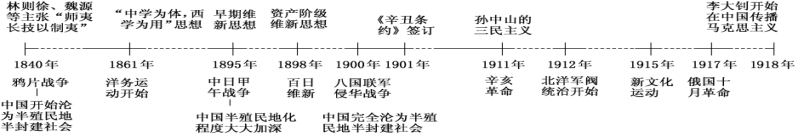 林则徐、魏源
等主张“师夷
长技以制夷”
“中学为体，西
学为用”思想
早期维
新思想
资产阶级
维新思想
《辛丑条
约》签订
孙中山的
三民主义
李大钊开始
在中国传播
马克思主义
1840年
1861年
1895年
1898年
1900年
1901年
1911年
1912年
1915年
1917年
1918年
鸦片战争
洋务运
动开始
中日甲
午战争
百日
维新
八国联军
侵华战争
辛亥
革命
北洋军阀
统治开始
新文化
运动
俄国十
月革命
中国开始沦
为半殖民地
半封建社会
中国半殖民地化
程度大大加深
中国完全沦为半殖
民地半封建社会